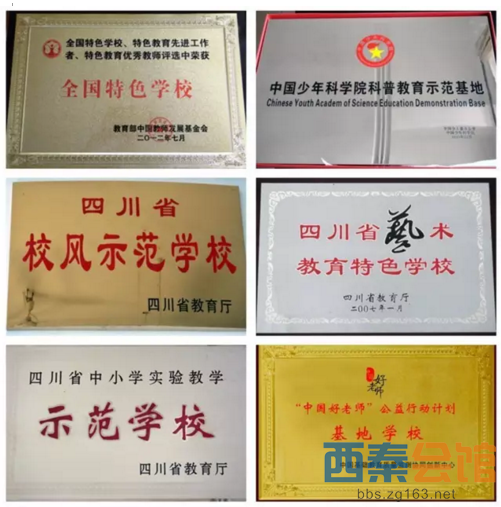 全国特色学校、特色教育先进工作
者、特色教育优秀教师评选中荣获
全国特色学校
教育部中国教师发展基金会
二〇一二年七月
中国少年科学院科普教育示范基地
Chinese Youth Academ of Science Education Demonstration Base
四川省
校风示范学校
四川省教育厅
四川省藝术
教育特色学校
四川省教育厅
二00七年一月
四川省中小学实验教学
示范学校
四川省教育厅
好老师
“中国好老师”公益行动计划
基地学校
西秦会馆
bbs.zg163.net